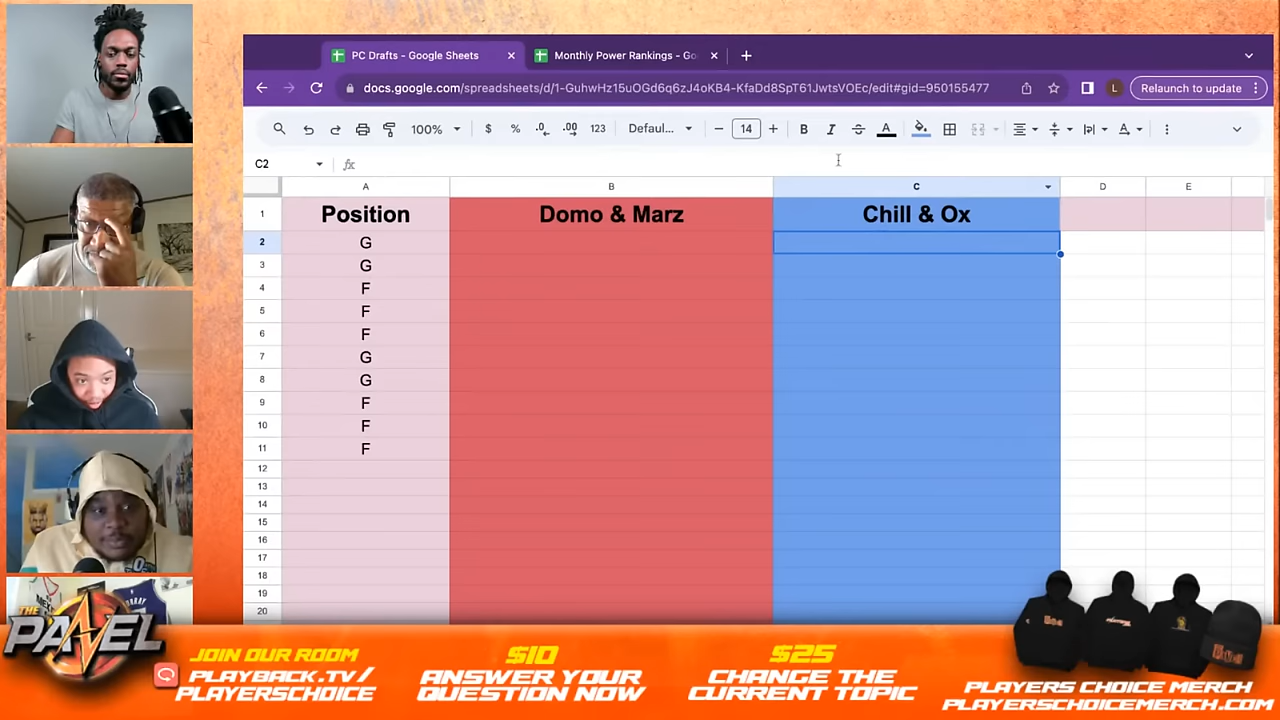 PC Drafts - Google Sheets
Monthly Power Rankings - Go
docs.google.com/spreadsheets/d/1-GuhwHz15uOGd6q6zJ4oKB4-KfaDd8SpT61JwtsVOEc/edit#gid=950155477
L
Relaunch to update
100%
$
%
.0
.00
123
Defaul...
14
B
I
S
A
A
C2
fx
A
B
C
D
E
1
Position
Domo & Marz
Chill & Ox
2
G
3
G
4
F
5
F
6
F
7
G
8
G
9
F
10
F
11
F
12
13
14
15
16
17
18
19
20
THE
PANEL
JOIN OUR ROOM
PLAYBACK.TV/
PLAYERSCHOICE
$10
ANSWER YOUR
QUESTION NOW
$25
CHANGE THE
CURRENT TOPIC
PLAYERS CHOICE MERCH
PLAYERSCHOICEMERCH.COM